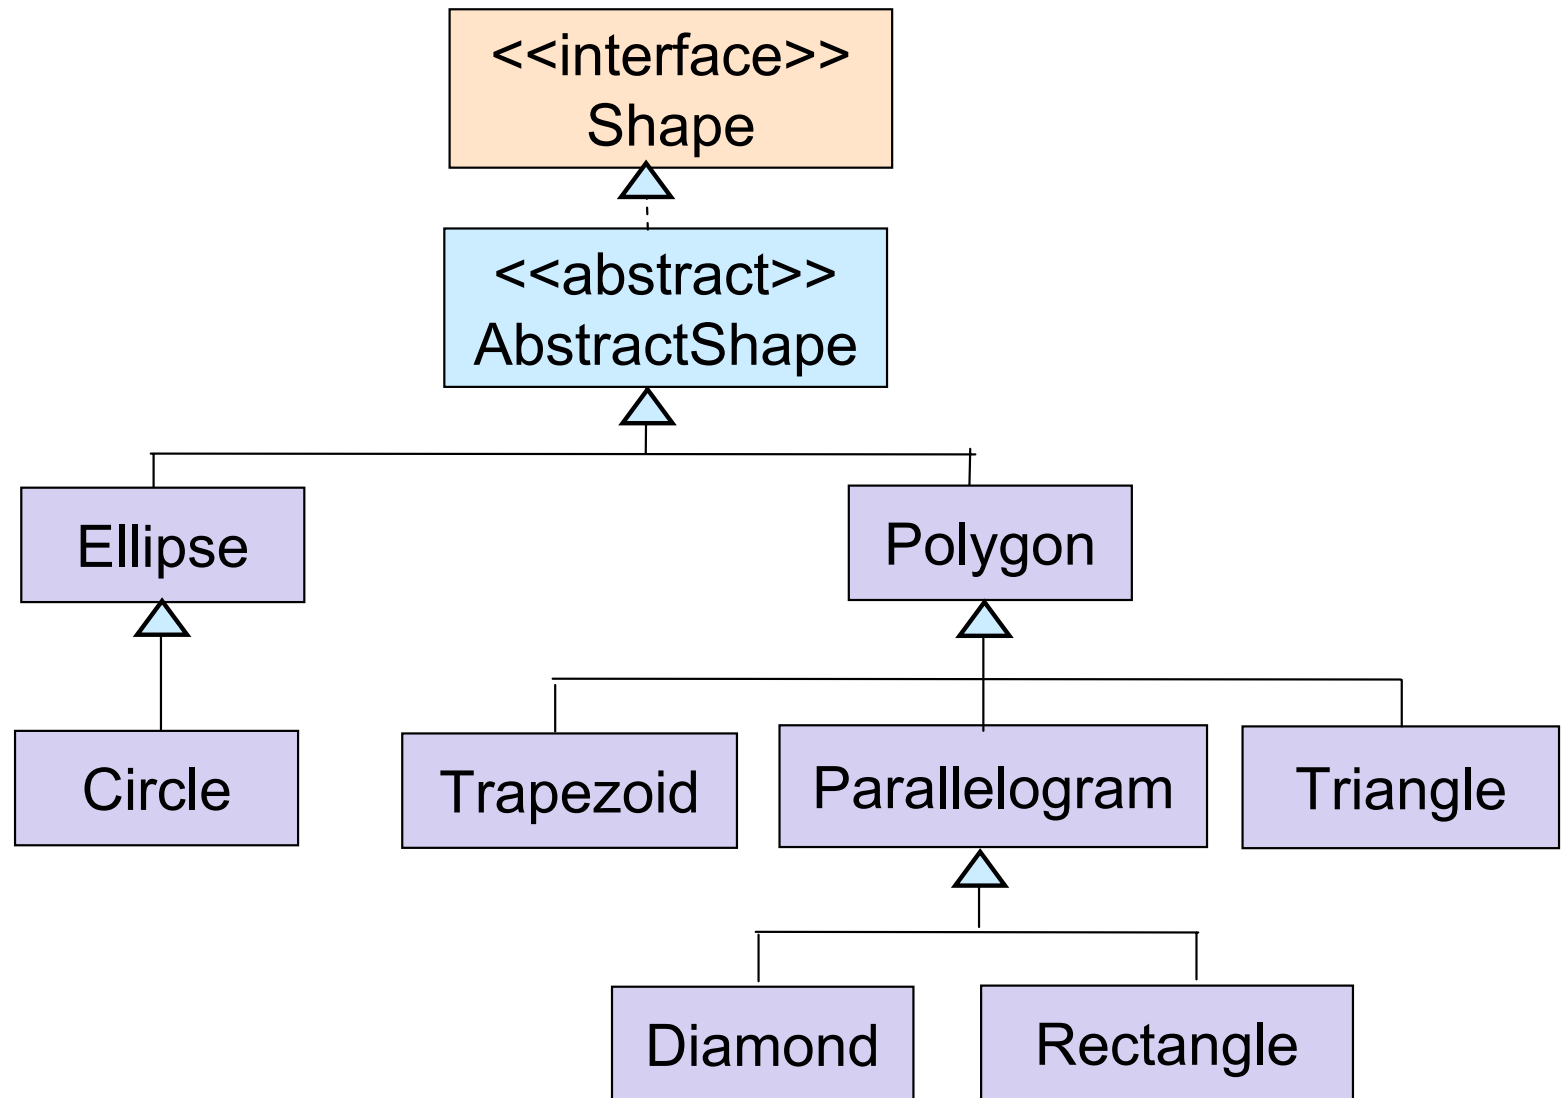 <<interface>>
Shape
<<abstract>>
AbstractShape
Ellipse
Polygon
Circle
Trapezoid
Parallelogram
Triangle
Diamond
Rectangle